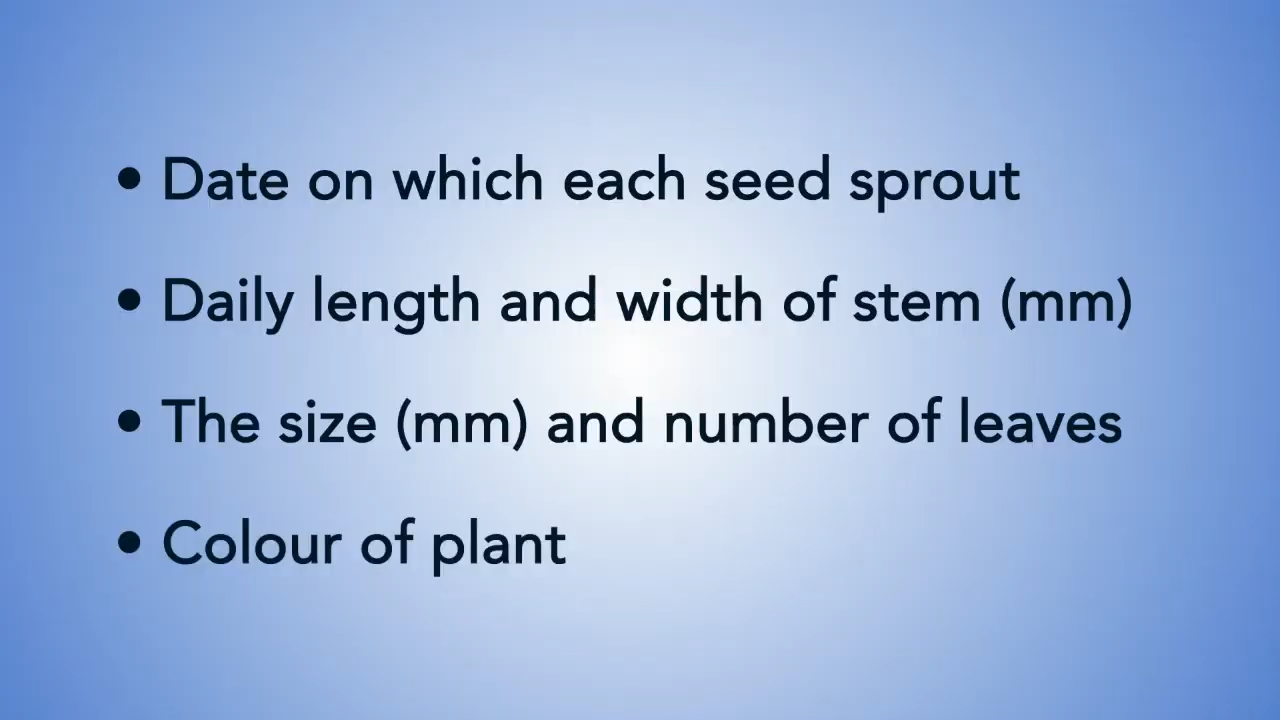 • Date on which each seed sprout
• Daily length and width of stem (mm)
• The size (mm) and number of leaves
• Colour of plant